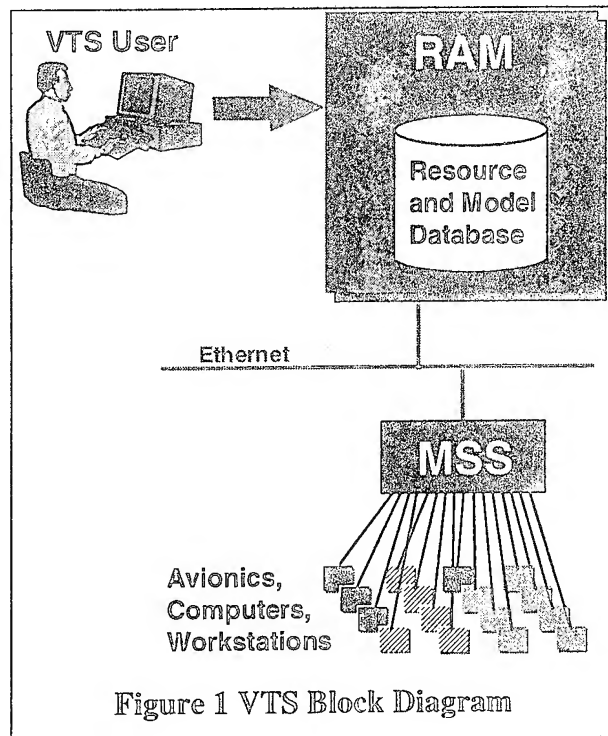 VTS User
RAM
Resource
and Model
Database
Ethernet
MSS
Avionics,
Computers,
Workstations
Figure 1 VTS Block Diagram